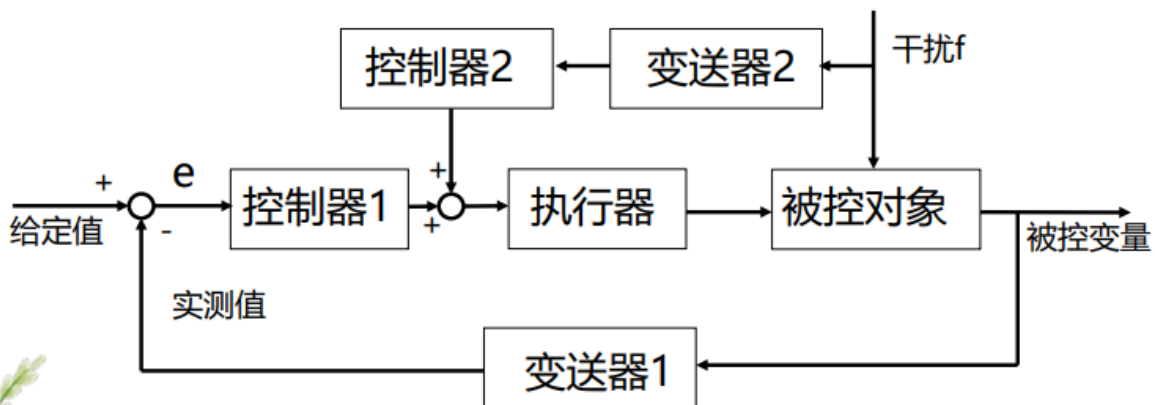 控制器2
变送器2
干扰f
+
e
+
控制器1
执行器
被控对象
给定值
-
+
被控变量
实测值
变送器1